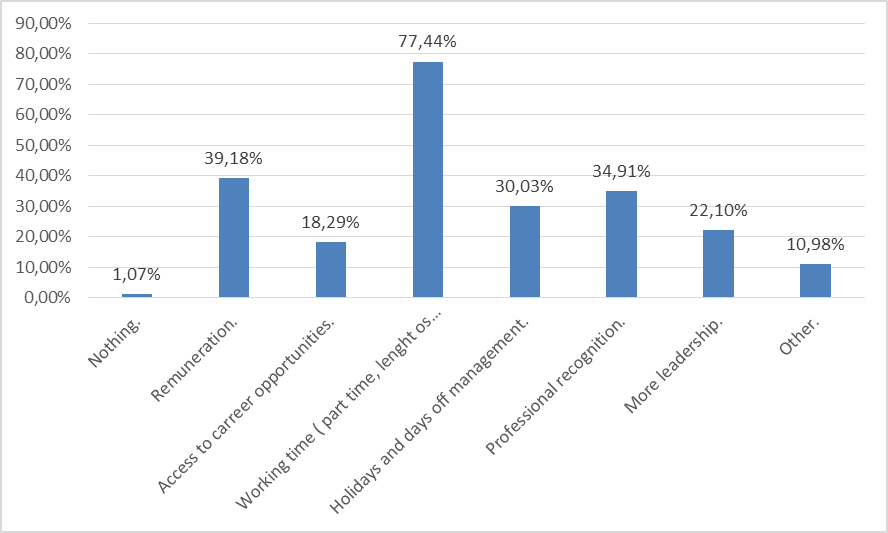 90,00%
80,00%
70,00%
60,00%
50,00%
40,00%
30,00%
20,00%
10,00%
0,00%
1,07%
39,18%
18,29%
77,44%
30,03%
34,91%
22,10%
10,98%
Nothing.
Remuneration.
Access to carreer opportunities.
Working time ( part time, lenght os...
Holidays and days off management.
Professional recognition.
More leadership.
Other.